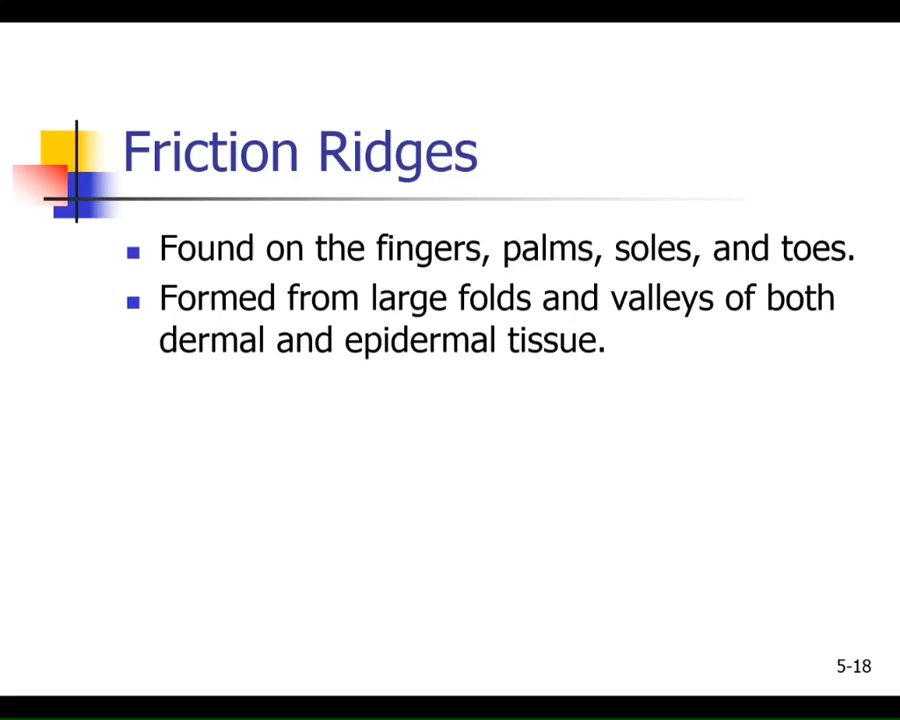 Friction Ridges
Found on the fingers, palms, soles, and toes.
Formed from large folds and valleys of both
dermal and epidermal tissue.
5-18